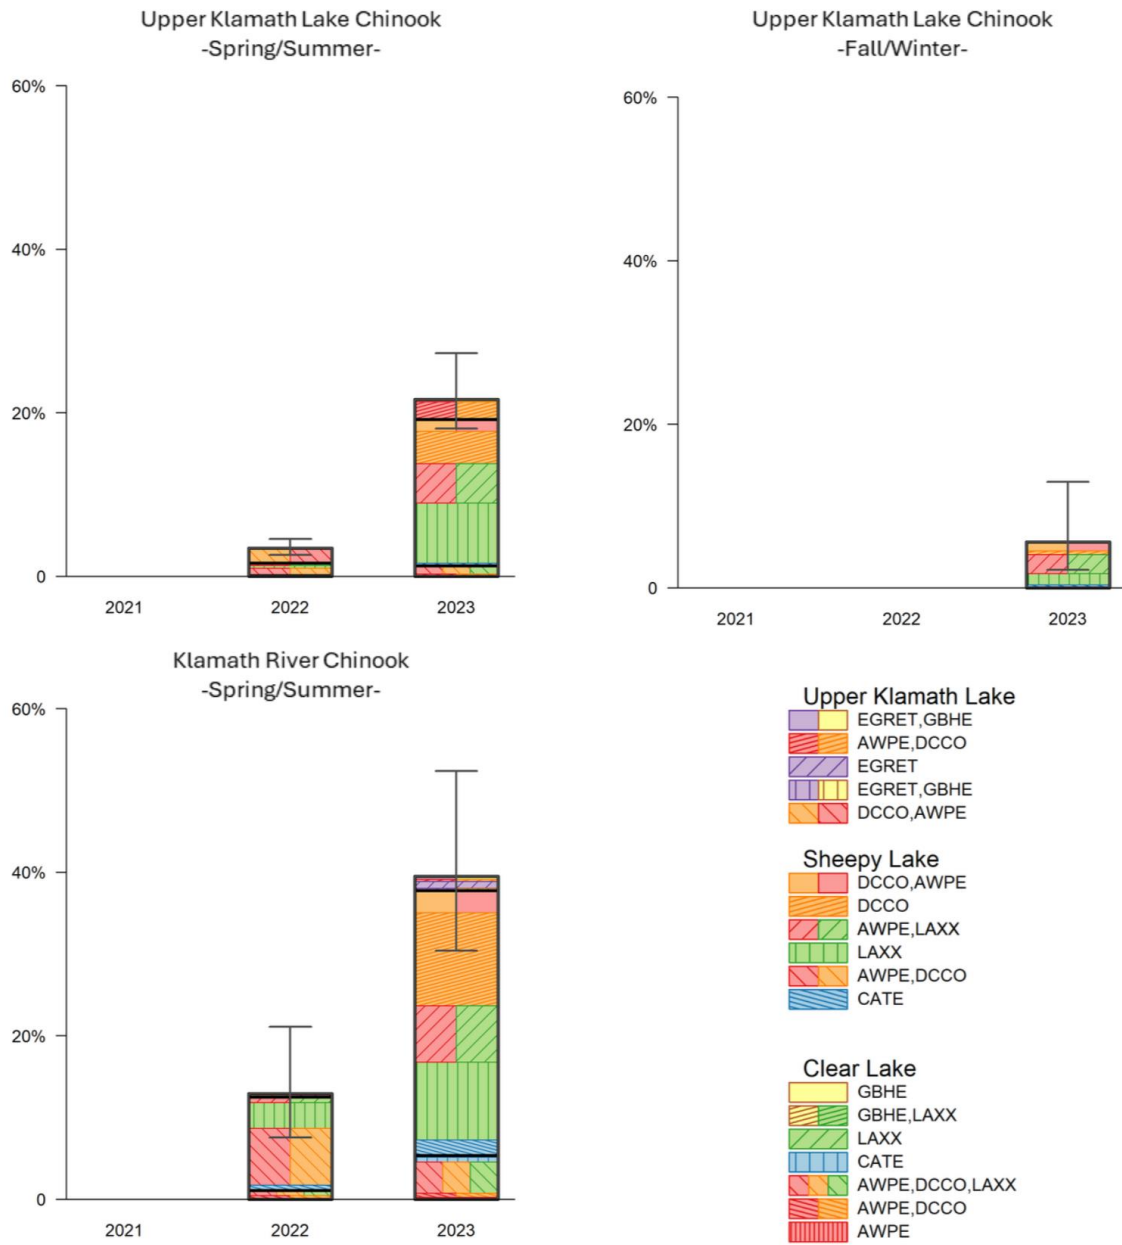 Upper Klamath Lake Chinook
-Spring/Summer-
60%
40%
20%
0
2021 2022 2023
Upper Klamath Lake Chinook
-Fall/Winter-
60%
40%
20%
0
2021 2022 2023
Klamath River Chinook
-Spring/Summer-
60%
40%
20%
0
2021 2022 2023
Upper Klamath Lake
EGRET,GBHE
AWPE,DCCO
EGRET
EGRET,GBHE
DCCO,AWPE
Sheepy Lake
DCCO,AWPE
DCCO
AWPE,LAXX
LAXX
AWPE,DCCO
CATE
Clear Lake
GBHE
GBHE,LAXX
LAXX
CATE
AWPE,DCCO,LAXX
AWPE,DCCO
AWPE